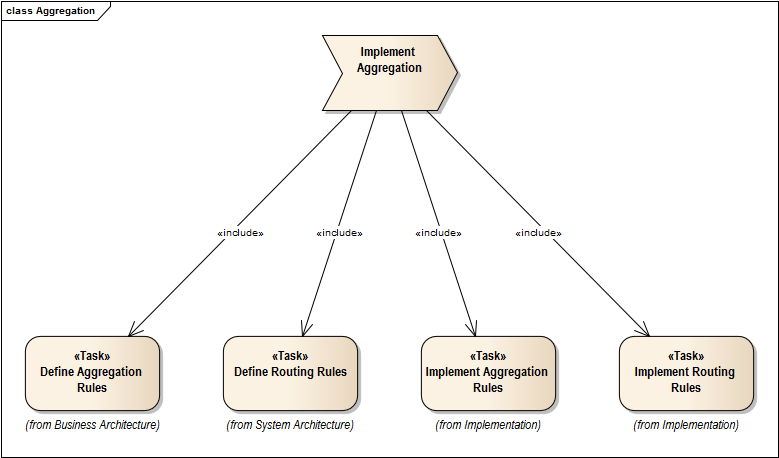 class Aggregation
Implement
Aggregation
«include»
«include»
«include»
«include»
«Task»
Define Aggregation
Rules
(from Business Architecture)
«Task»
Define Routing Rules
(from System Architecture)
«Task»
Implement Aggregation
Rules
(from Implementation)
«Task»
Implement Routing
Rules
(from Implementation)